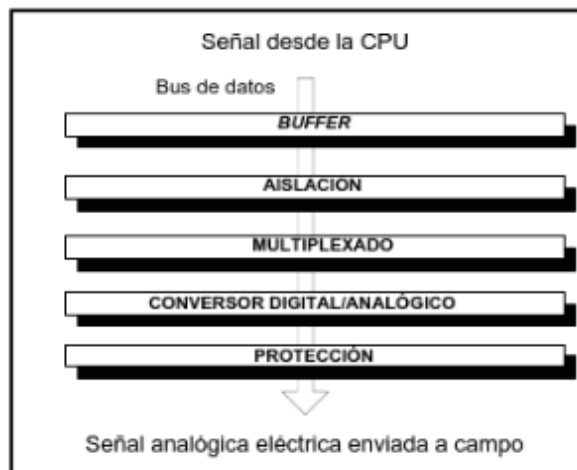 Señal desde la CPU
Bus de datos
BUFFER
AISLACIÓN
MULTIPLEXADO
CONVERSOR DIGITAL/ANALÓGICO
PROTECCIÓN
Señal analógica eléctrica enviada a campo